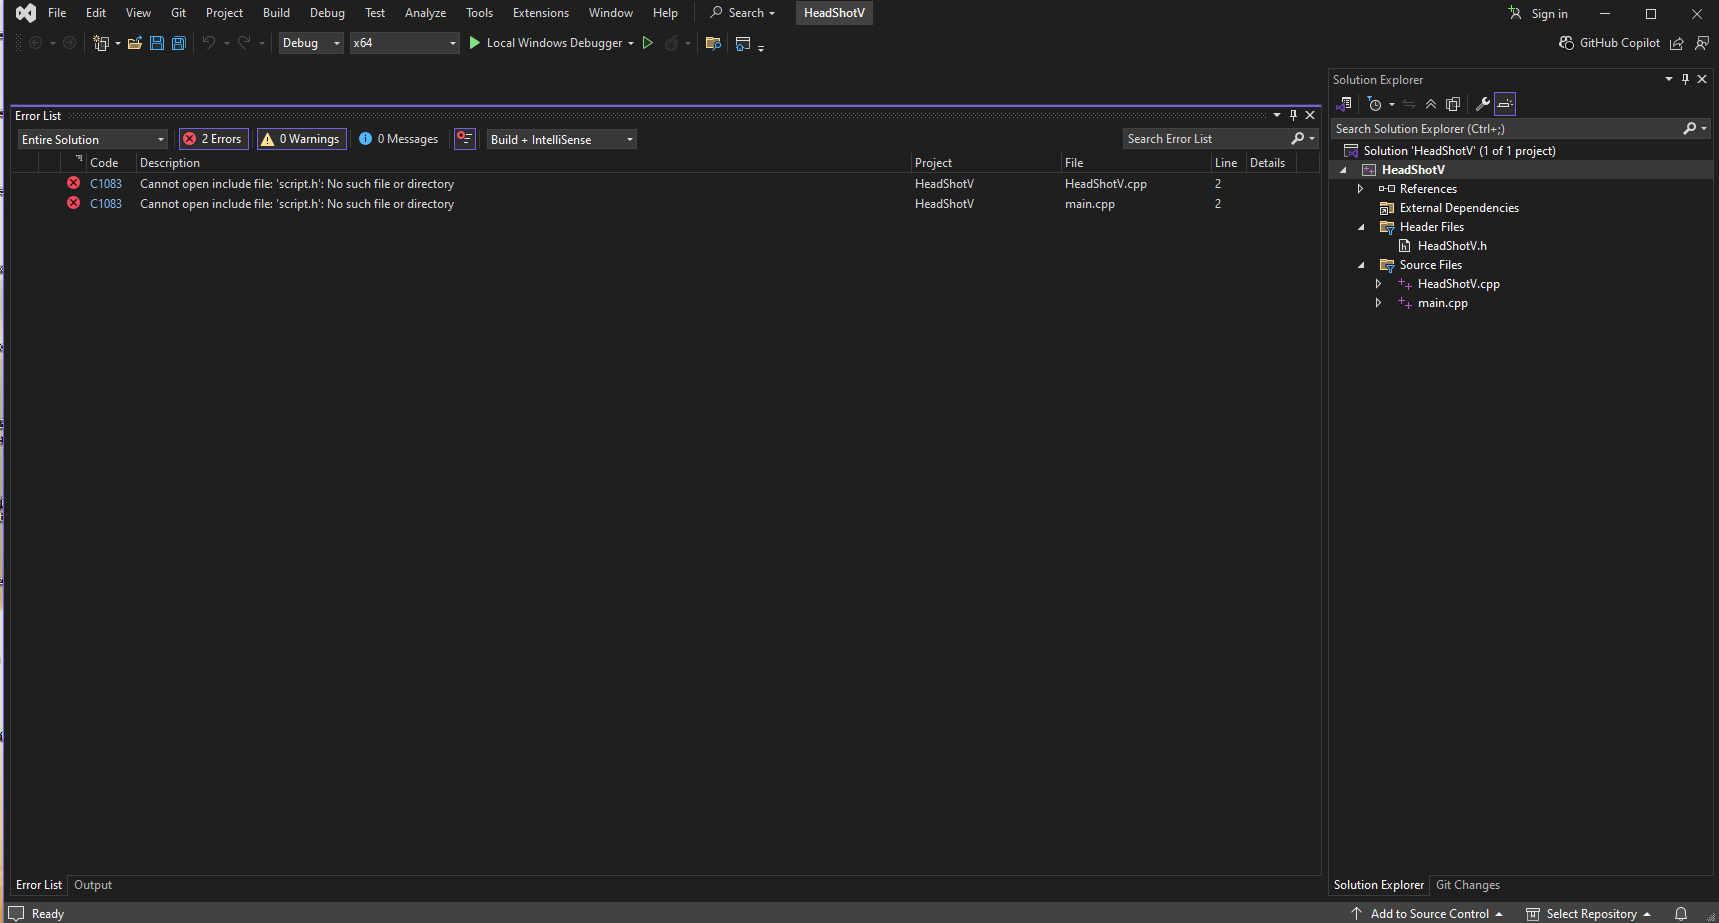 File Edit View Git Project Build Debug Test Analyze Tools Extensions Window Help Search HeadShotV Sign in
Debug x64 Local Windows Debugger GitHub Copilot
Error List
Entire Solution 2 Errors 0 Warnings 0 Messages Build + IntelliSense Search Error List
Code Description Project File Line Details
C1083 Cannot open include file: 'script.h': No such file or directory HeadShotV HeadShotV.cpp 2
C1083 Cannot open include file: 'script.h': No such file or directory HeadShotV main.cpp 2
Error List Output
Solution Explorer
Search Solution Explorer (Ctrl+;)
Solution 'HeadShotV' (1 of 1 project)
HeadShotV
References
External Dependencies
Header Files
HeadShotV.h
Source Files
HeadShotV.cpp
main.cpp
Solution Explorer Git Changes
Ready Add to Source Control Select Repository